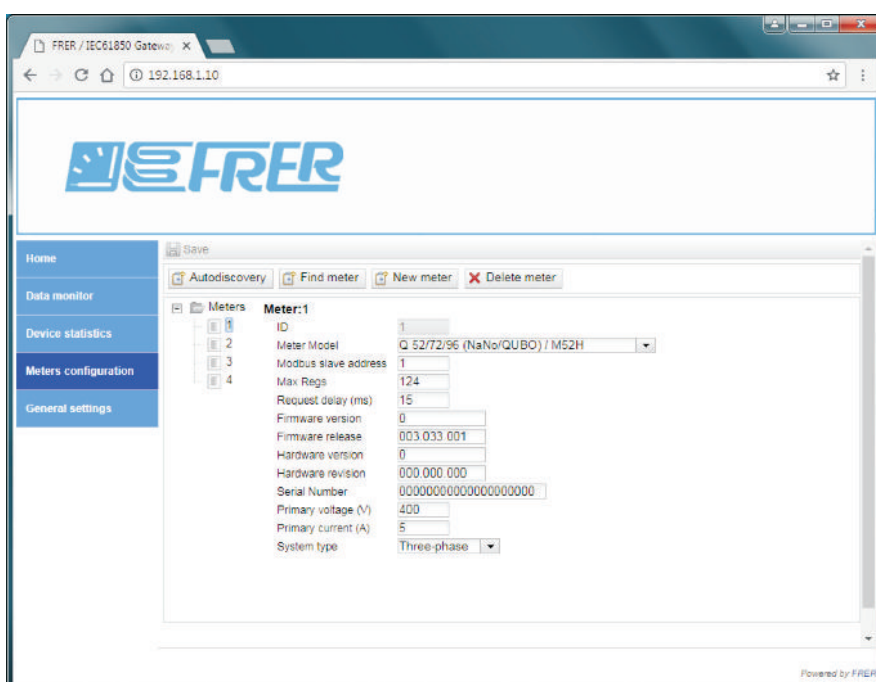 FRER / IEC61850 Gateway
192.168.1.10
FRER
Home
Data monitor
Device statistics
Meters configuration
General settings
Save
Autodiscovery Find meter New meter Delete meter
Meters
1
2
3
4
Meter:1
ID 1
Meter Model Q 52/72/96 (NaNo/QUBO) / M52H
Modbus slave address 1
Max Regs 124
Request delay (ms) 15
Firmware version 0
Firmware release 003.033.001
Hardware version 0
Hardware revision 000.000.000
Serial Number 00000000000000000000
Primary voltage (V) 400
Primary current (A) 5
System type Three-phase
Powered by FRER